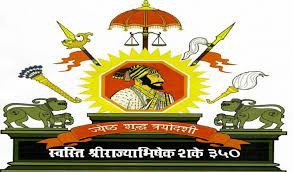 ज्येष्ठ शुद्ध त्रयोदशी
स्वस्ति श्रीराज्याभिषेक शके ३५०